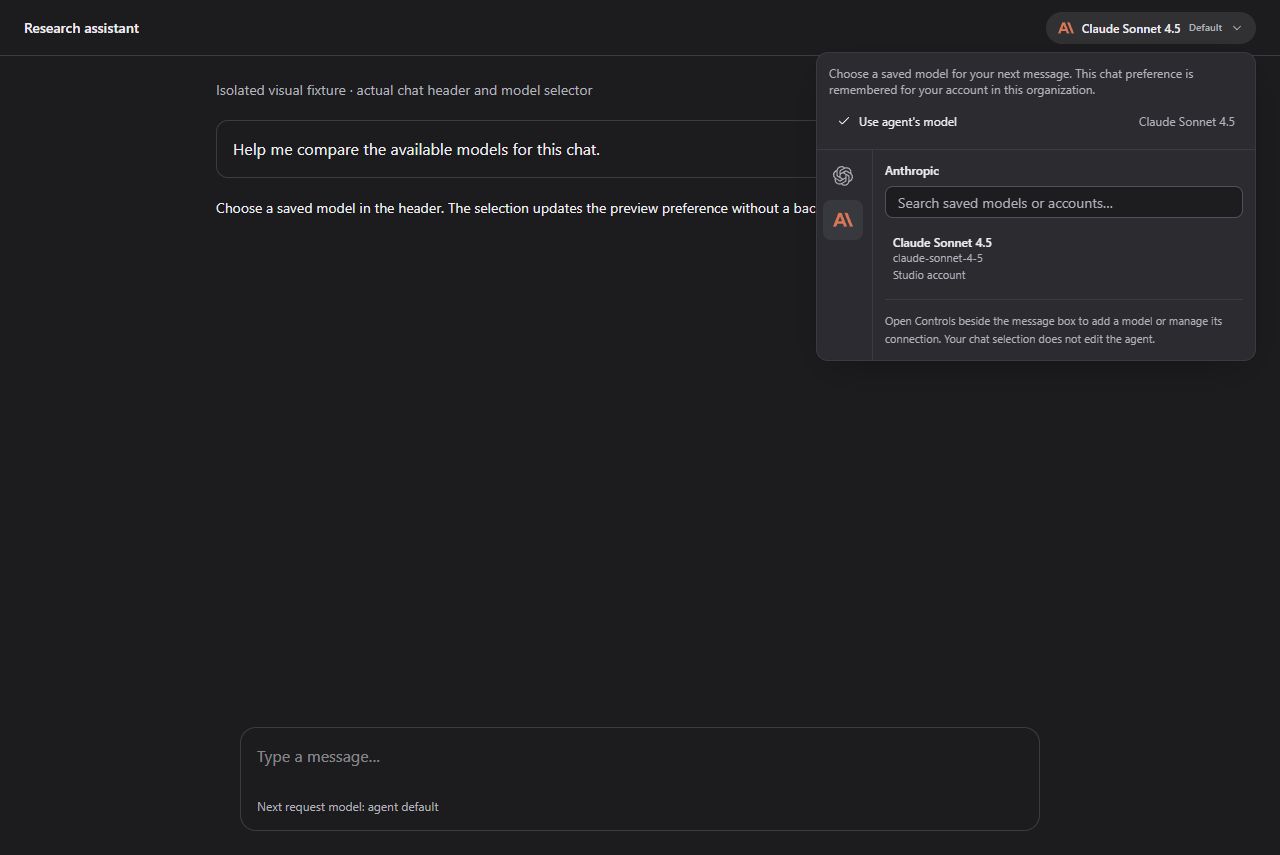 Research assistant
Claude Sonnet 4.5 Default
Choose a saved model for your next message. This chat preference is
remembered for your account in this organization.
Use agent's model Claude Sonnet 4.5
Isolated visual fixture · actual chat header and model selector
Help me compare the available models for this chat.
Choose a saved model in the header. The selection updates the preview preference without a
Anthropic
Search saved models or accounts...
Claude Sonnet 4.5
claude-sonnet-4-5
Studio account
Open Controls beside the message box to add a model or manage its
connection. Your chat selection does not edit the agent.
Type a message...
Next request model: agent default